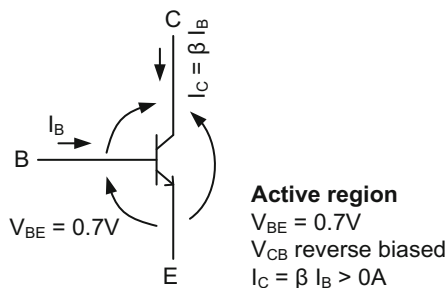 C
I_C = β I_B
I_B
B
V_BE = 0.7V
E
Active region
V_BE = 0.7V
V_CB reverse biased
I_C = β I_B > 0A